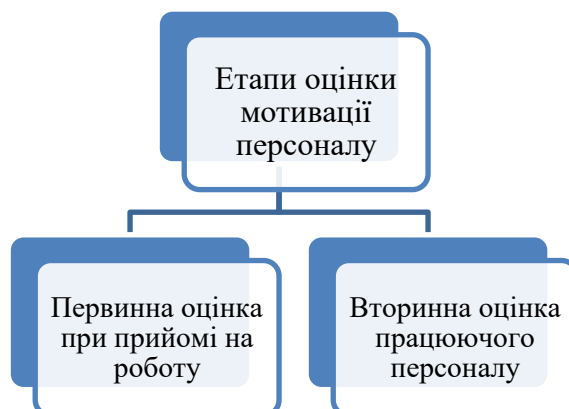 Етапи оцінки
мотивації
персоналу
Первинна оцінка
при прийомі на
роботу
Вторинна оцінка
працюючого
персоналу